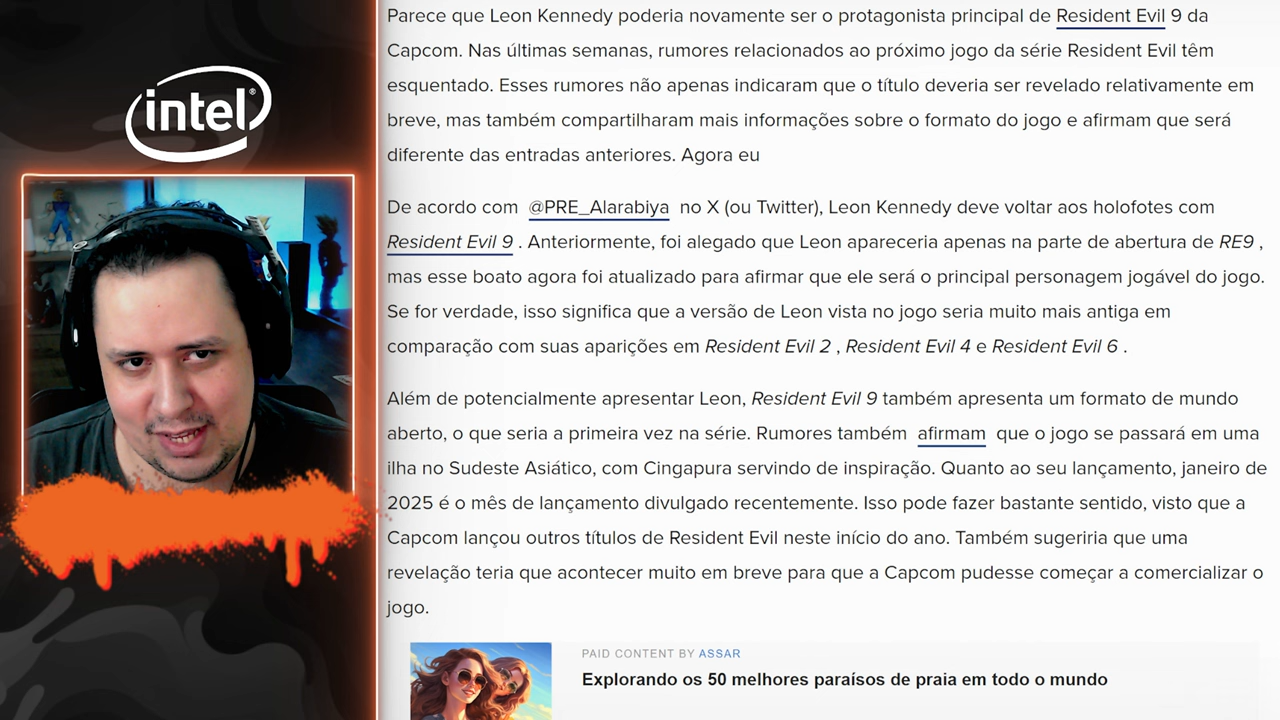 intel®
Parece que Leon Kennedy poderia novamente ser o protagonista principal de Resident Evil 9 da
Capcom. Nas últimas semanas, rumores relacionados ao próximo jogo da série Resident Evil têm
esquentado. Esses rumores não apenas indicaram que o título deveria ser revelado relativamente em
breve, mas também compartilharam mais informações sobre o formato do jogo e afirmam que será
diferente das entradas anteriores. Agora eu
De acordo com @PRE_Alarabiya no X (ou Twitter), Leon Kennedy deve voltar aos holofotes com
Resident Evil 9 . Anteriormente, foi alegado que Leon apareceria apenas na parte de abertura de RE9 ,
mas esse boato agora foi atualizado para afirmar que ele será o principal personagem jogável do jogo.
Se for verdade, isso significa que a versão de Leon vista no jogo seria muito mais antiga em
comparação com suas aparições em Resident Evil 2 , Resident Evil 4 e Resident Evil 6 .
Além de potencialmente apresentar Leon, Resident Evil 9 também apresenta um formato de mundo
aberto, o que seria a primeira vez na série. Rumores também afirmam que o jogo se passará em uma
ilha no Sudeste Asiático, com Cingapura servindo de inspiração. Quanto ao seu lançamento, janeiro de
2025 é o mês de lançamento divulgado recentemente. Isso pode fazer bastante sentido, visto que a
Capcom lançou outros títulos de Resident Evil neste início do ano. Também sugeriria que uma
revelação teria que acontecer muito em breve para que a Capcom pudesse começar a comercializar o
jogo.
PAID CONTENT BY ASSAR
Explorando os 50 melhores paraísos de praia em todo o mundo